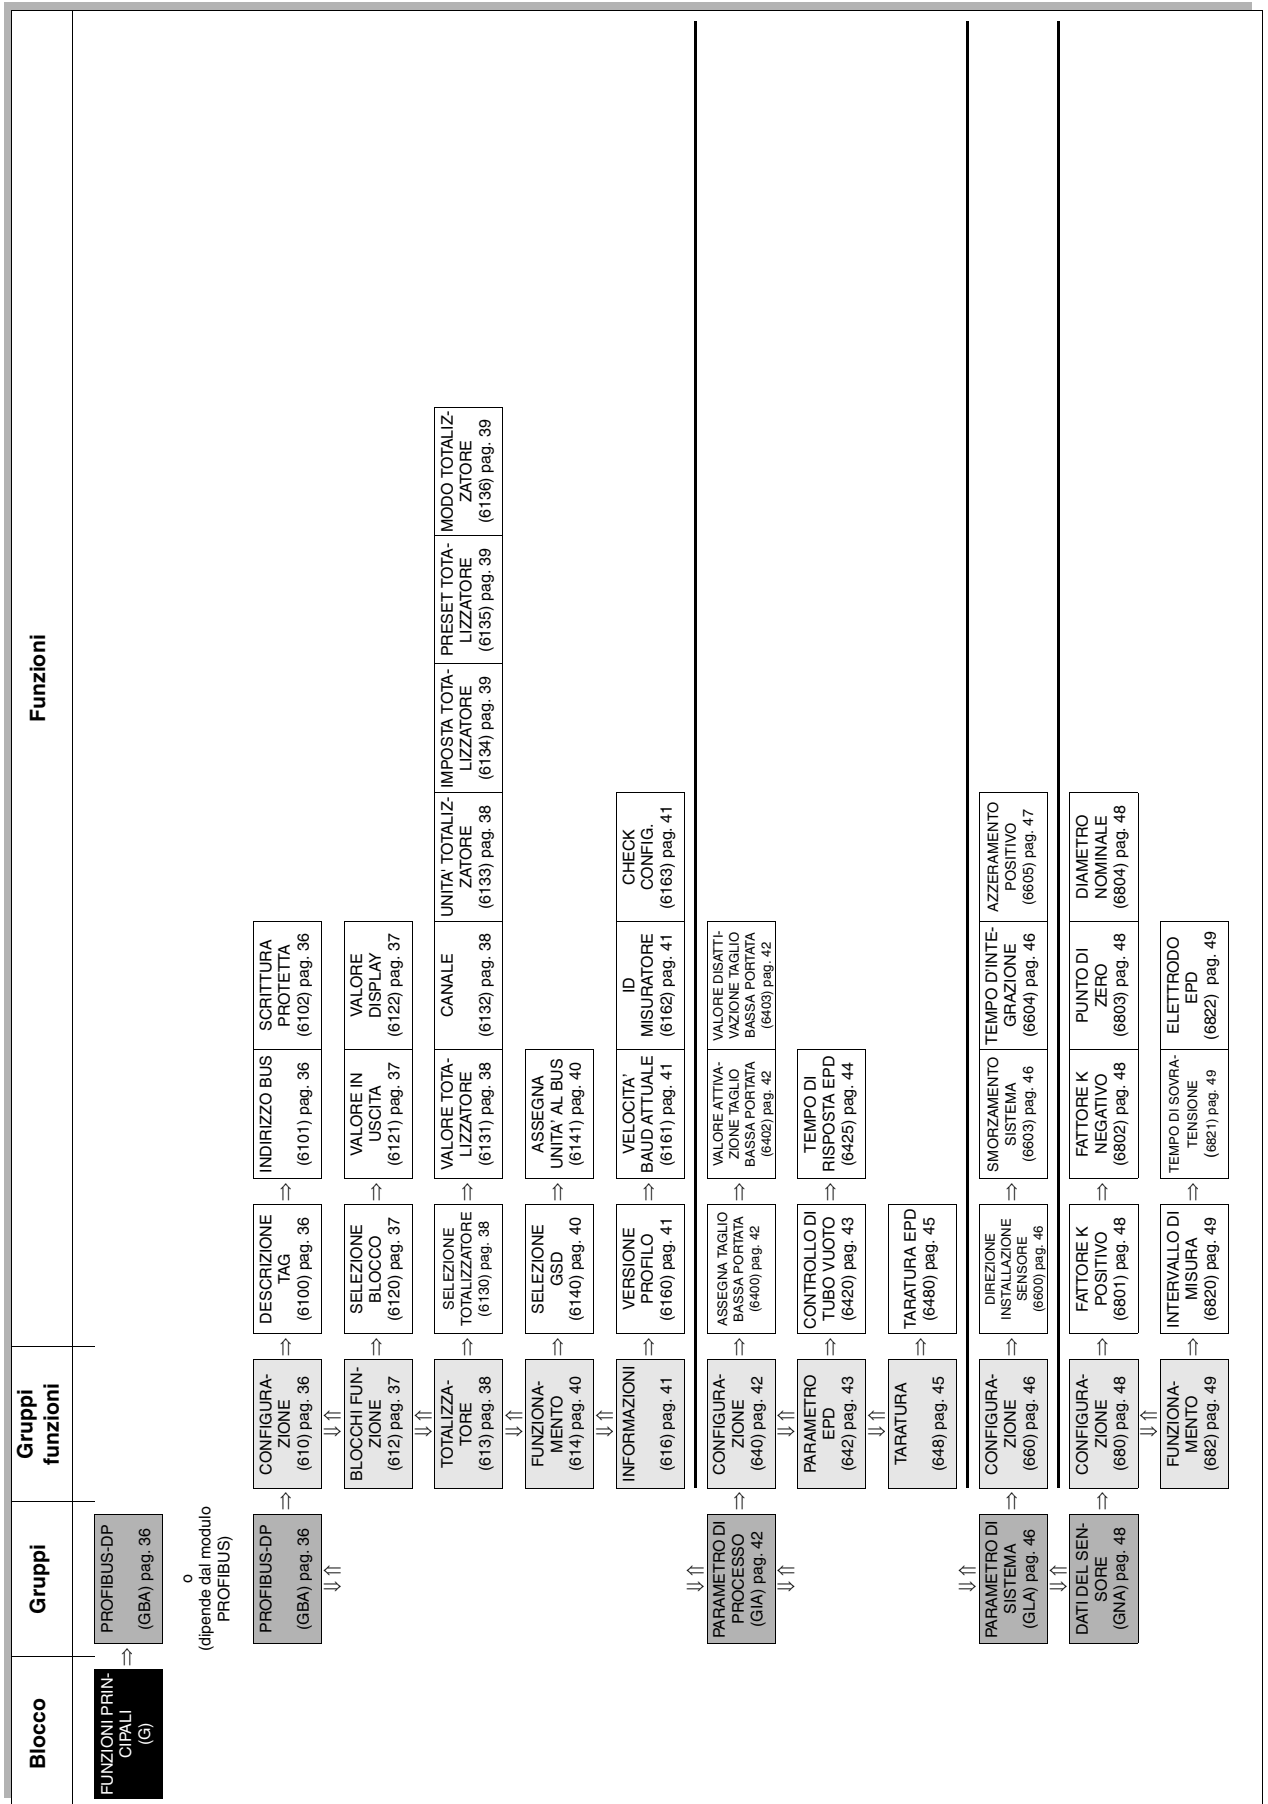 Blocco
Gruppi
Gruppi
funzioni
Funzioni
FUNZIONI PRIN-
CIPALI
(G)
⇒
PROFIBUS-DP
(GBA) pag. 36
o
(dipende dal modulo
PROFIBUS)
PROFIBUS-DP
(GBA) pag. 36
⇒
CONFIGURA-
ZIONE
(610) pag. 36
⇒
DESCRIZIONE
TAG
(6100) pag. 36
⇒
INDIRIZZO BUS
(6101) pag. 36
SCRITTURA
PROTETTA
(6102) pag. 36
⇓⇑
⇓⇑
BLOCCHI FUN-
ZIONE
(612) pag. 37
⇒
SELEZIONE
BLOCCO
(6120) pag. 37
⇒
VALORE IN
USCITA
(6121) pag. 37
VALORE
DISPLAY
(6122) pag. 37
⇓⇑
TOTALIZZA-
TORE
(613) pag. 38
⇒
SELEZIONE
TOTALIZZATORE
(6130) pag. 38
⇒
VALORE TOTA-
LIZZATORE
(6131) pag. 38
CANALE
(6132) pag. 38
UNITA' TOTALIZ-
ZATORE
(6133) pag. 38
IMPOSTA TOTA-
LIZZATORE
(6134) pag. 39
PRESET TOTA-
LIZZATORE
(6135) pag. 39
MODO TOTALIZ-
ZATORE
(6136) pag. 39
⇓⇑
FUNZIONA-
MENTO
(614) pag. 40
⇒
SELEZIONE
GSD
(6140) pag. 40
⇒
ASSEGNA
UNITA' AL BUS
(6141) pag. 40
⇓⇑
INFORMAZIONI
(616) pag. 41
⇒
VERSIONE
PROFILO
(6160) pag. 41
⇒
VELOCITA'
BAUD ATTUALE
(6161) pag. 41
ID
MISURATORE
(6162) pag. 41
CHECK
CONFIG.
(6163) pag. 41
⇓⇑
PARAMETRO DI
PROCESSO
(GIA) pag. 42
⇒
CONFIGURA-
ZIONE
(640) pag. 42
⇒
ASSEGNA TAGLIO
BASSA PORTATA
(6400) pag. 42
⇒
VALORE ATTIVA-
ZIONE TAGLIO
BASSA PORTATA
(6402) pag. 42
VALORE DISATTI-
VAZIONE TAGLIO
BASSA PORTATA
(6403) pag. 42
⇓⇑
⇓⇑
PARAMETRO
EPD
(642) pag. 43
⇒
CONTROLLO DI
TUBO VUOTO
(6420) pag. 43
⇒
TEMPO DI
RISPOSTA EPD
(6425) pag. 44
⇓⇑
TARATURA
(648) pag. 45
⇒
TARATURA EPD
(6480) pag. 45
⇓⇑
PARAMETRO DI
SISTEMA
(GLA) pag. 46
⇒
CONFIGURA-
ZIONE
(660) pag. 46
⇒
DIREZIONE
INSTALLAZIONE
SENSORE
(6600) pag. 46
⇒
SMORZAMENTO
SISTEMA
(6603) pag. 46
TEMPO D'INTE-
GRAZIONE
(6604) pag. 46
AZZERAMENTO
POSITIVO
(6605) pag. 47
⇓⇑
DATI DEL SEN-
SORE
(GNA) pag. 48
⇒
CONFIGURA-
ZIONE
(680) pag. 48
⇒
FATTORE K
POSITIVO
(6801) pag. 48
⇒
FATTORE K
NEGATIVO
(6802) pag. 48
PUNTO DI
ZERO
(6803) pag. 48
DIAMETRO
NOMINALE
(6804) pag. 48
⇓⇑
FUNZIONA-
MENTO
(682) pag. 49
⇒
INTERVALLO DI
MISURA
(6820) pag. 49
⇒
TEMPO DI SOVRA-
TENSIONE
(6821) pag. 49
ELETTRODO
EPD
(6822) pag. 49